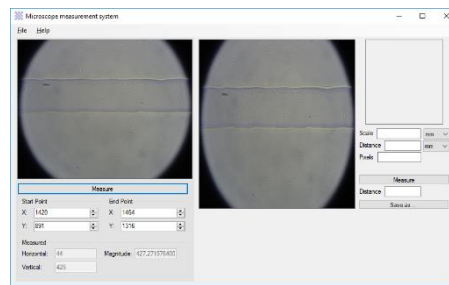 Microscope measurement system
File Help
Scale mm
Distance mm
Pixels
Measure
Measure
Distance
Save as...
Start Point End Point
X: 1420 X: 1464
Y: 891 Y: 1316
Measured
Horizontal: 44 Magnitude: 427,271576400
Vertical: 425